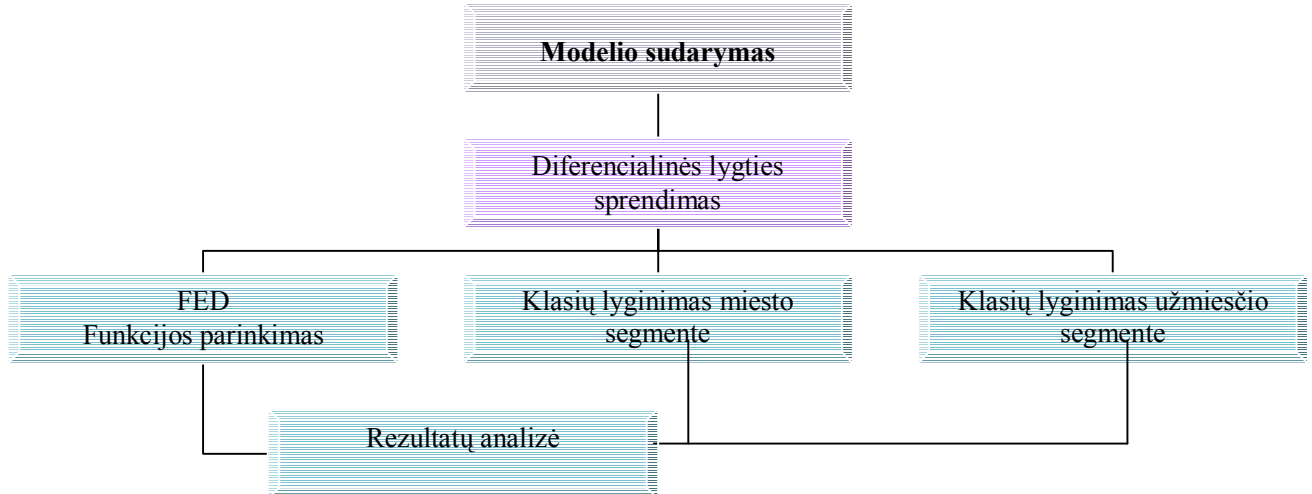 Modelio sudarymas
Diferencialinės lygties
sprendimas
FED
Funkcijos parinkimas
Klasių lyginimas miesto
segmente
Klasių lyginimas užmiesčio
segmente
Rezultatų analizė